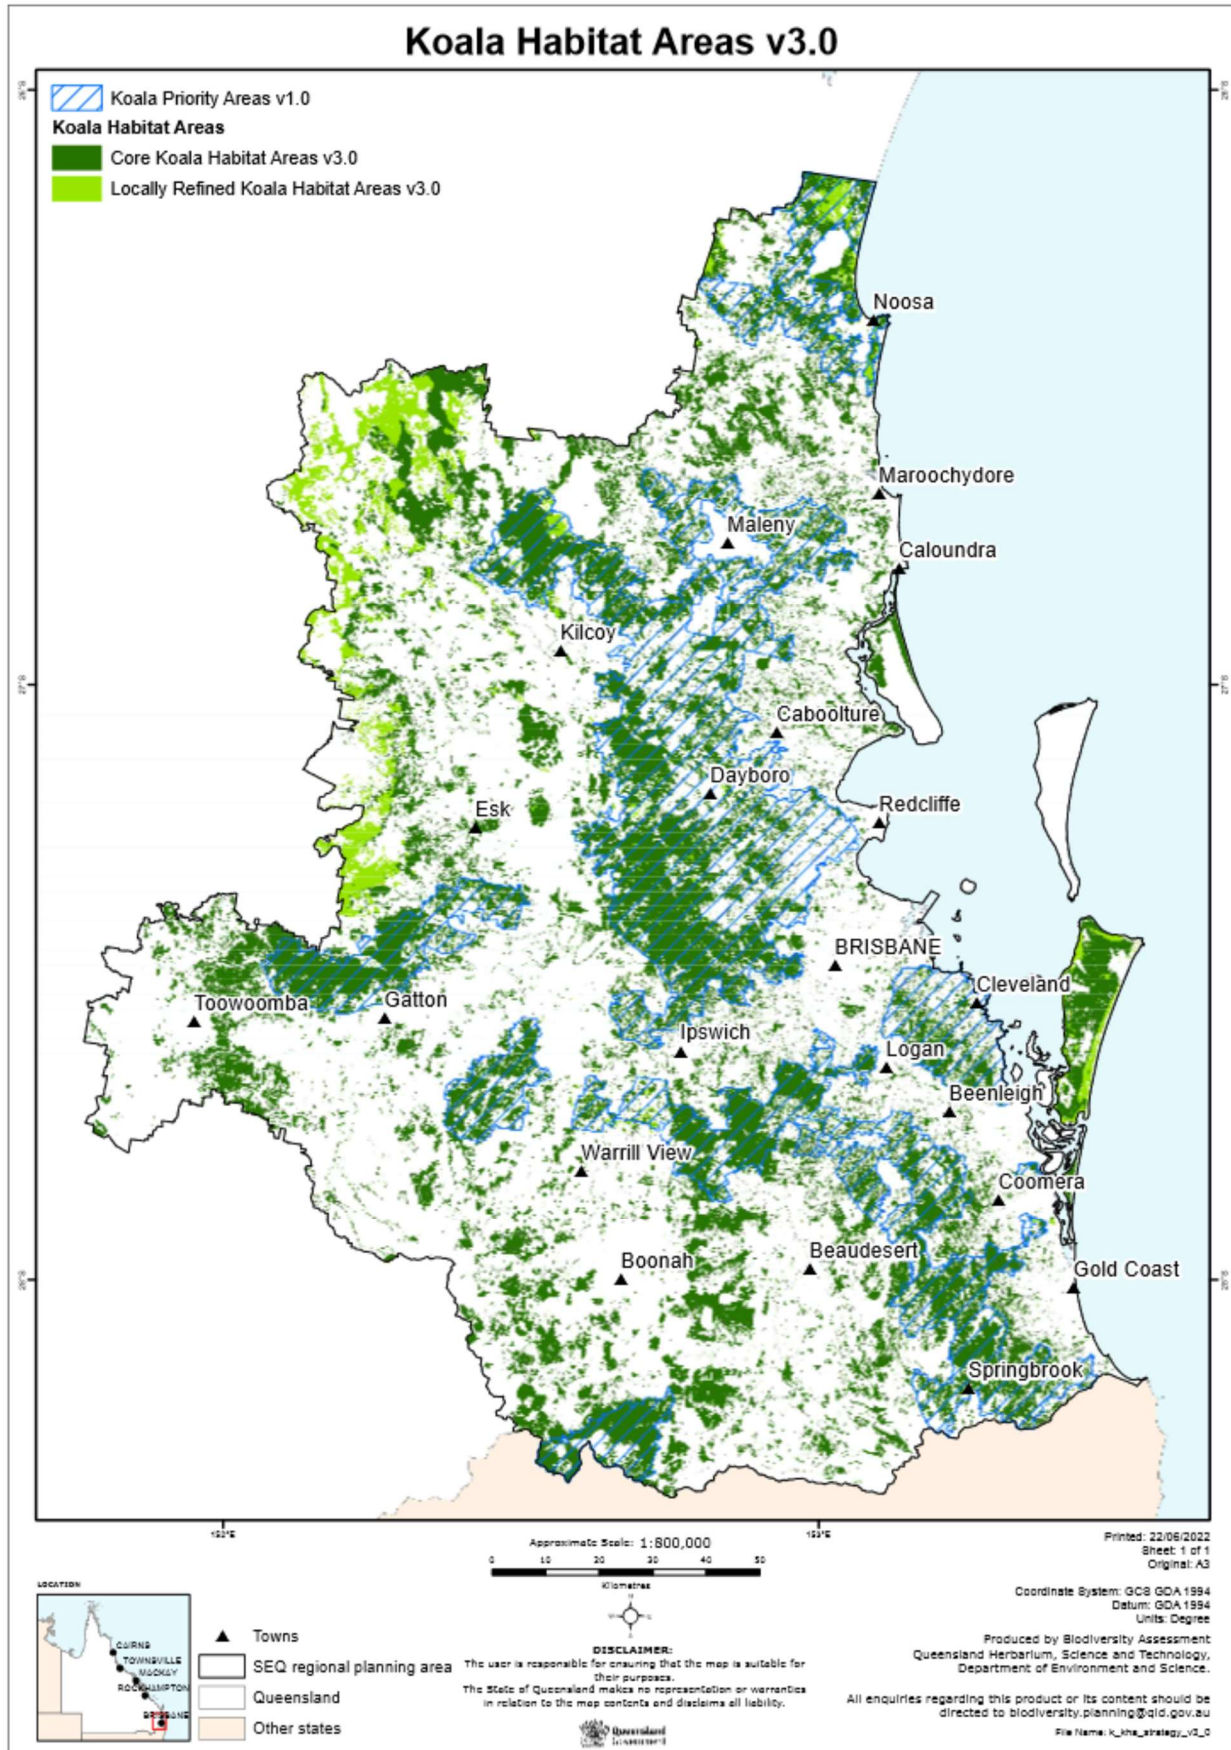 Koala Habitat Areas v3.0
Koala Priority Areas v1.0
Koala Habitat Areas
Core Koala Habitat Areas v3.0
Locally Refined Koala Habitat Areas v3.0
Noosa
Maroochydore
Maleny
Caloundra
Kilcoy
Caboolture
Dayboro
Redcliffe
Esk
BRISBANE
Cleveland
Toowoomba
Gatton
Ipswich
Logan
Beenleigh
Warrill View
Coomera
Boonah
Beaudesert
Gold Coast
Springbrook
152°E
153°E
Approximate Scale: 1:800,000
0 10 20 30 40 50
Kilometres
Printed: 22/06/2022
Sheet: 1 of 1
Original: A3
Coordinate System: GCS GDA 1994
Datum: GDA 1994
Units: Degree
Produced by Biodiversity Assessment
Queensland Herbarium, Science and Technology,
Department of Environment and Science.
All enquiries regarding this product or its content should be
directed to biodiversity.planning@qld.gov.au
File Name: k_kha_strategy_v3_0
LOCATION
CAIRNS
TOWNSVILLE
MACKAY
ROCKHAMPTON
BRISBANE
Towns
SEQ regional planning area
Queensland
Other states
DISCLAIMER:
The user is responsible for ensuring that the map is suitable for
their purposes.
The State of Queensland makes no representation or warranties
in relation to the map contents and disclaims all liability.
Queensland
Government